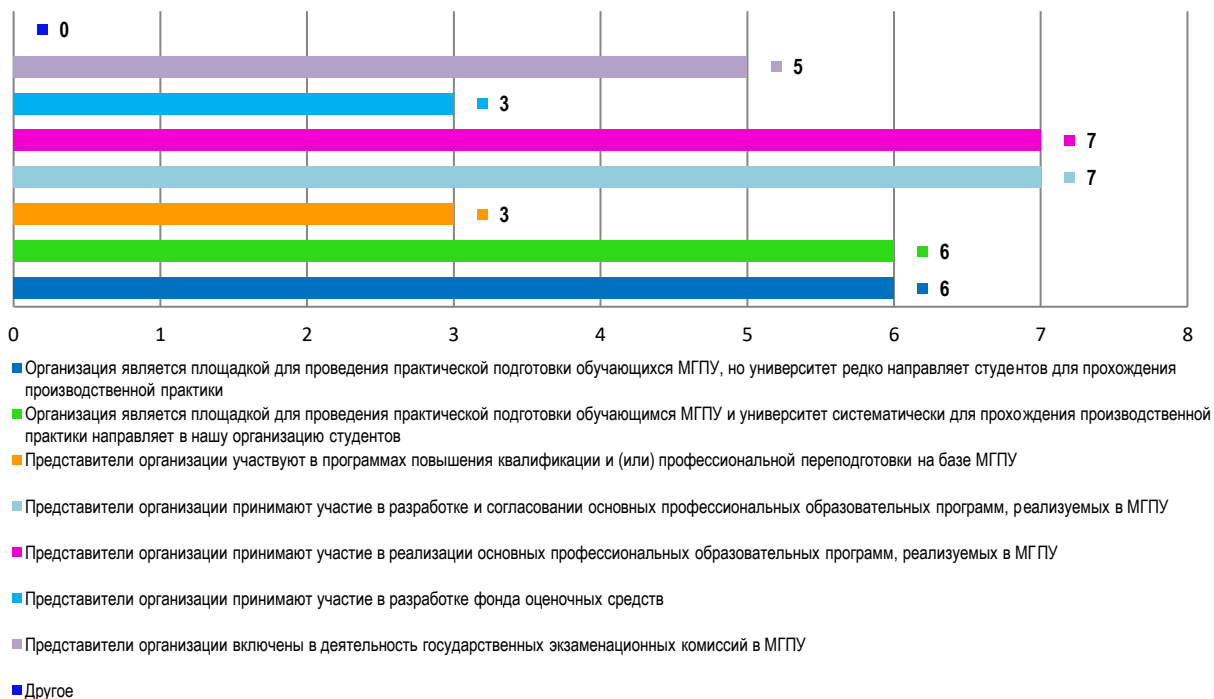 0
5
3
7
7
3
6
6
0 1 2 3 4 5 6 7 8
Организация является площадкой для проведения практической подготовки обучающихся МГПУ, но университет редко направляет студентов для прохождения
производственной практики
Организация является площадкой для проведения практической подготовки обучающимся МГПУ и университет систематически для прохождения производственной
практики направляет в нашу организацию студентов
Представители организации участвуют в программах повышения квалификации и (или) профессиональной переподготовки на базе МГПУ
Представители организации принимают участие в разработке и согласовании основных профессиональных образовательных программ, реализуемых в МГПУ
Представители организации принимают участие в реализации основных профессиональных образовательных программ, реализуемых в МГПУ
Представители организации принимают участие в разработке фонда оценочных средств
Представители организации включены в деятельность государственных экзаменационных комиссий в МГПУ
Другое